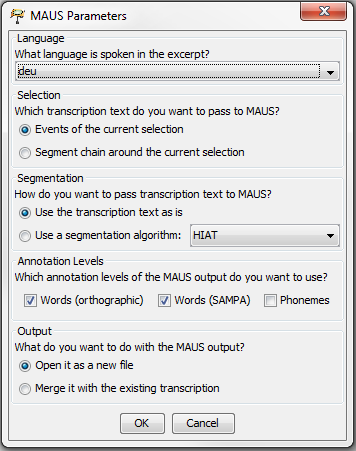 MAUS Parameters
Language
What language is spoken in the excerpt?
deu
Selection
Which transcription text do you want to pass to MAUS?
Events of the current selection
Segment chain around the current selection
Segmentation
How do you want to pass transcription text to MAUS?
Use the transcription text as is
Use a segmentation algorithm: HIAT
Annotation Levels
Which annotation levels of the MAUS output do you want to use?
Words (orthographic) Words (SAMPA) Phonemes
Output
What do you want to do with the MAUS output?
Open it as a new file
Merge it with the existing transcription
OK Cancel